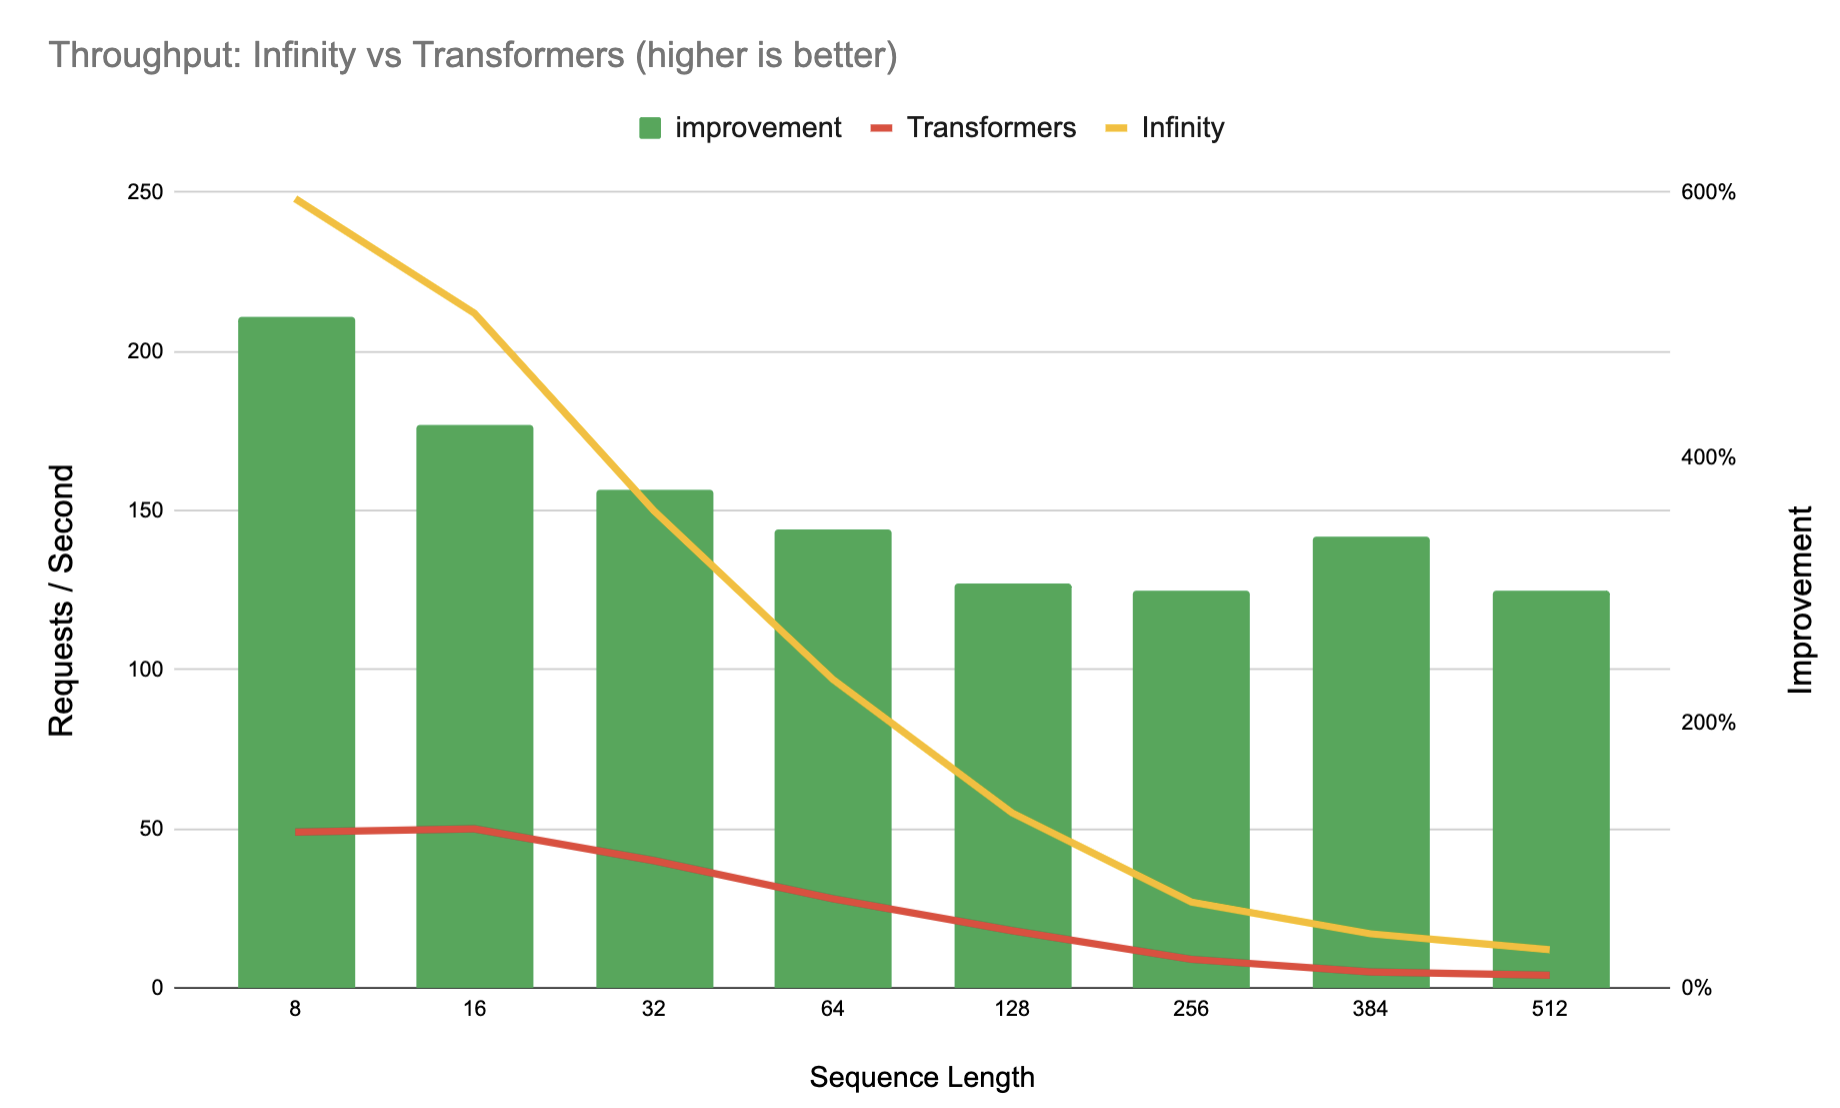 Throughput: Infinity vs Transformers (higher is better)
improvement
Transformers
Infinity
250
200
150
100
50
0
600%
400%
200%
0%
Requests / Second
Improvement
8
16
32
64
128
256
384
512
Sequence Length